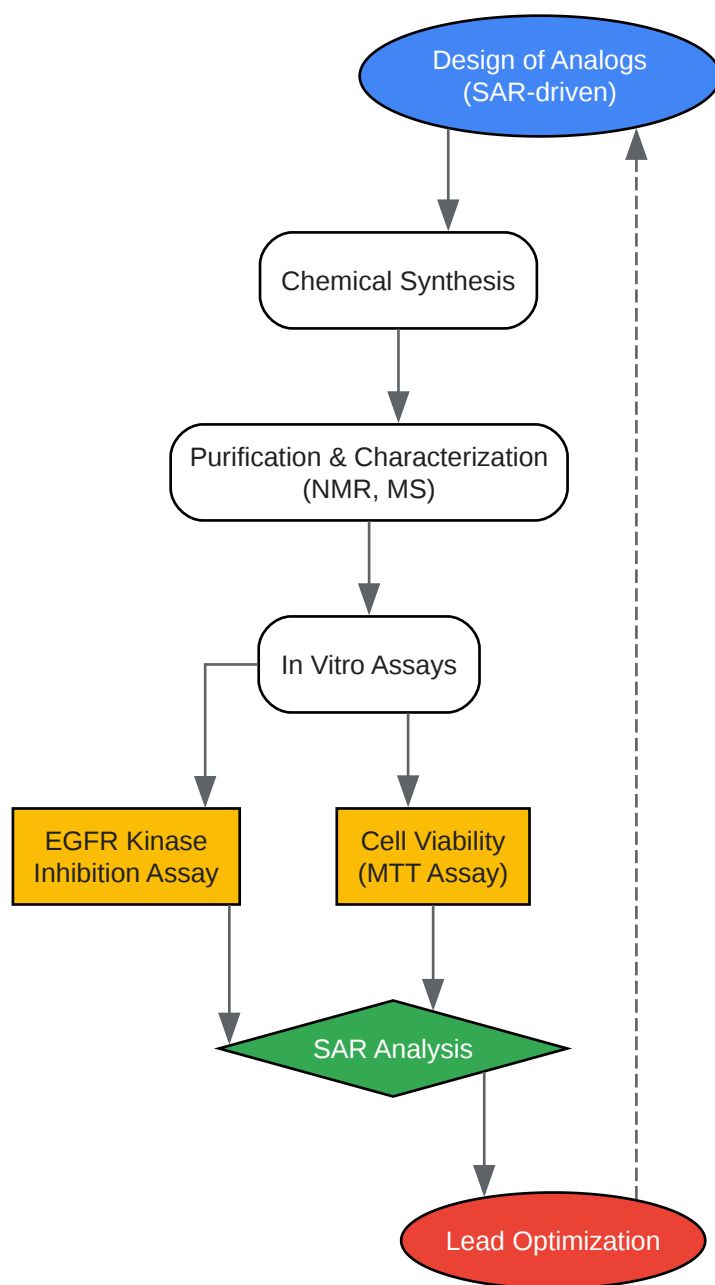 Design of Analogs
(SAR-driven)
Chemical Synthesis
Purification & Characterization
(NMR, MS)
In Vitro Assays
EGFR Kinase
Inhibition Assay
Cell Viability
(MTT Assay)
SAR Analysis
Lead Optimization